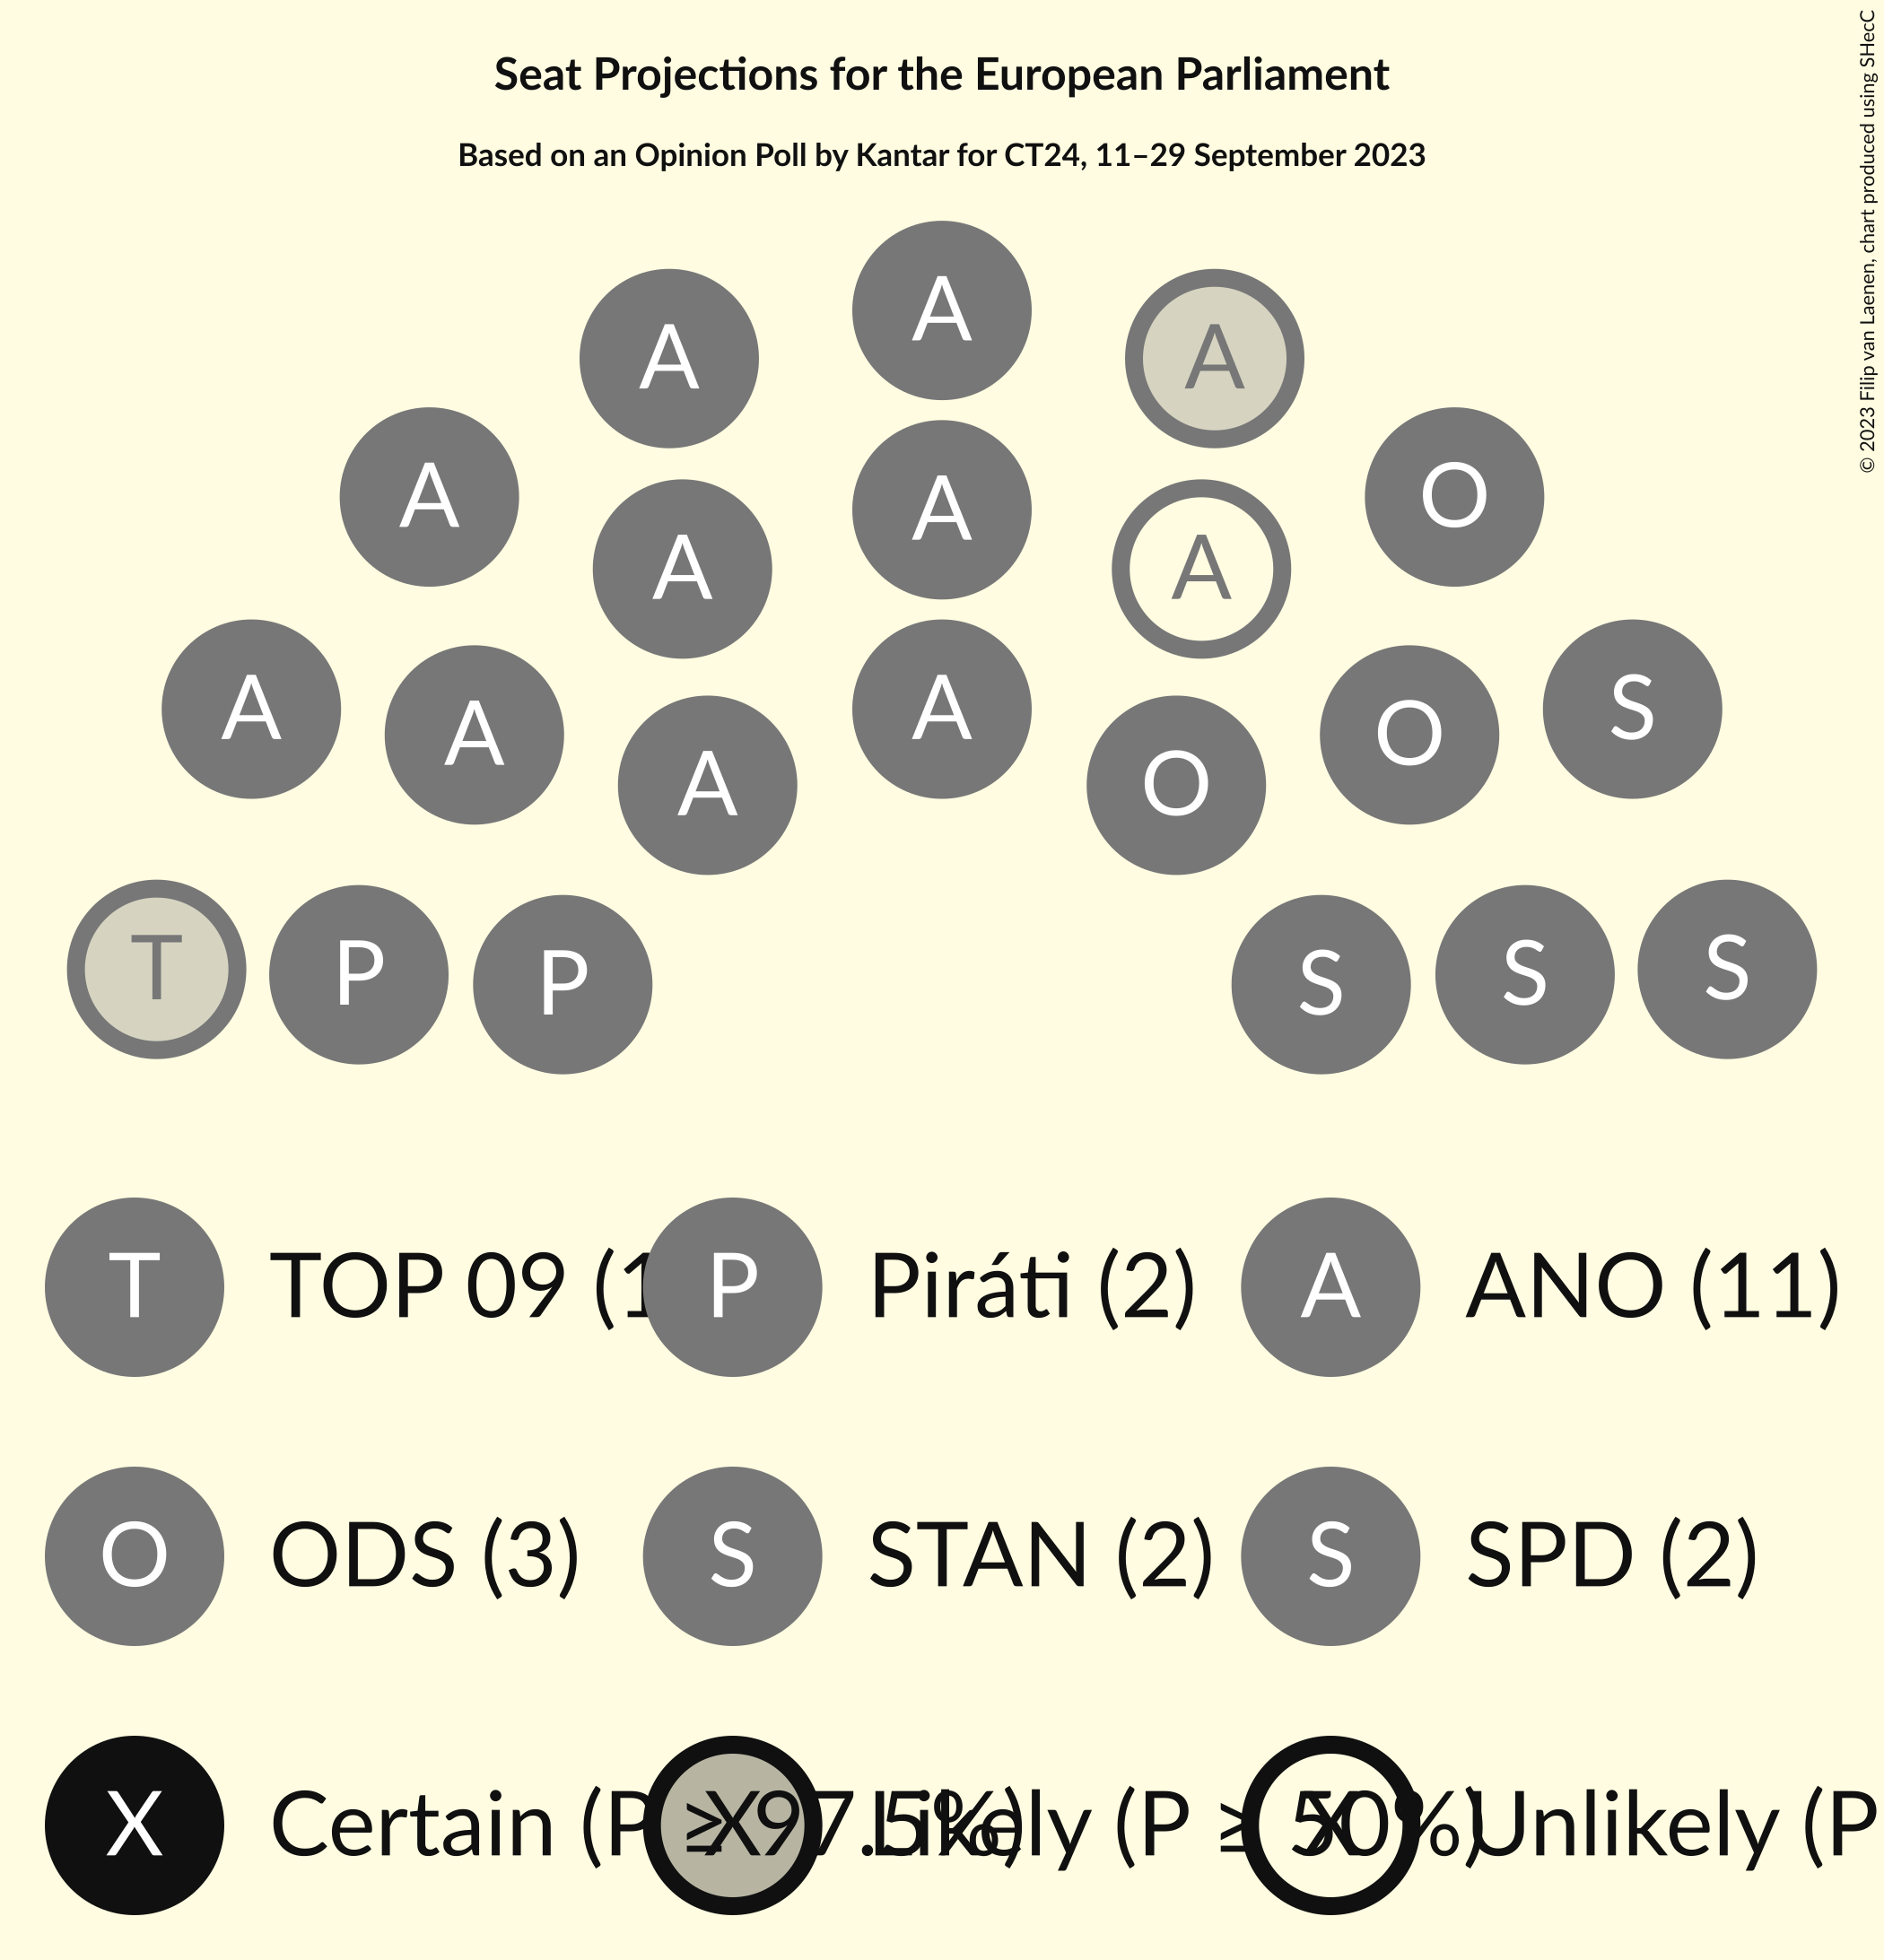 Seat Projections for the European Parliament
Based on an Opinion Poll by Kantar for CT24, 11–29 September 2023
© 2023 Filip van Laenen, chart produced using SHecC
A
A A
A O
A
A A
A S
A A
A O
A O
T S
P P S S
T TOP 09 (1 P Piráti (2) A ANO (11)
O ODS (3) S STAN (2) S SPD (2)
X Certain (P ≥ 97.5%) X Likely (P ≥ 50%) X Unlikely (P